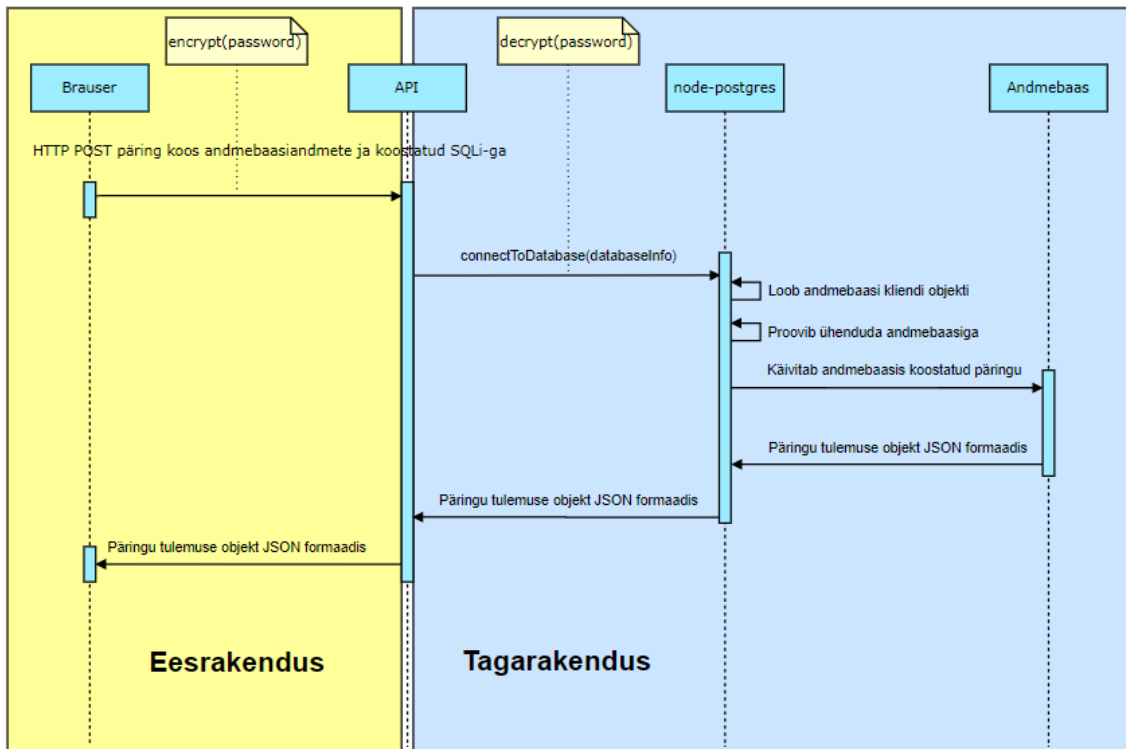 encrypt(password)
decrypt(password)
Brauser
API
node-postgres
Andmebaas
HTTP POST päring koos andmebaasiandmete ja koostatud SQLi-ga
connectToDatabase(databaseInfo)
Loob andmebaasi kliendi objekti
Proovib ühenduda andmebaasiga
Käivitab andmebaasis koostatud päringu
Päringu tulemuse objekt JSON formaadis
Päringu tulemuse objekt JSON formaadis
Päringu tulemuse objekt JSON formaadis
Eesrakendus
Tagarakendus